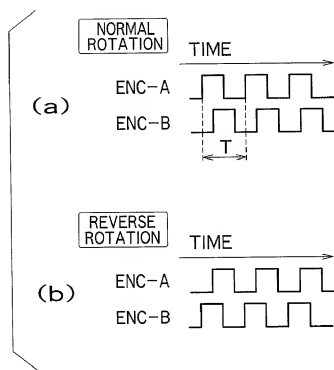 NORMAL
ROTATION
TIME
(a)
ENC-A
ENC-B
T
REVERSE
ROTATION
TIME
(b)
ENC-A
ENC-B